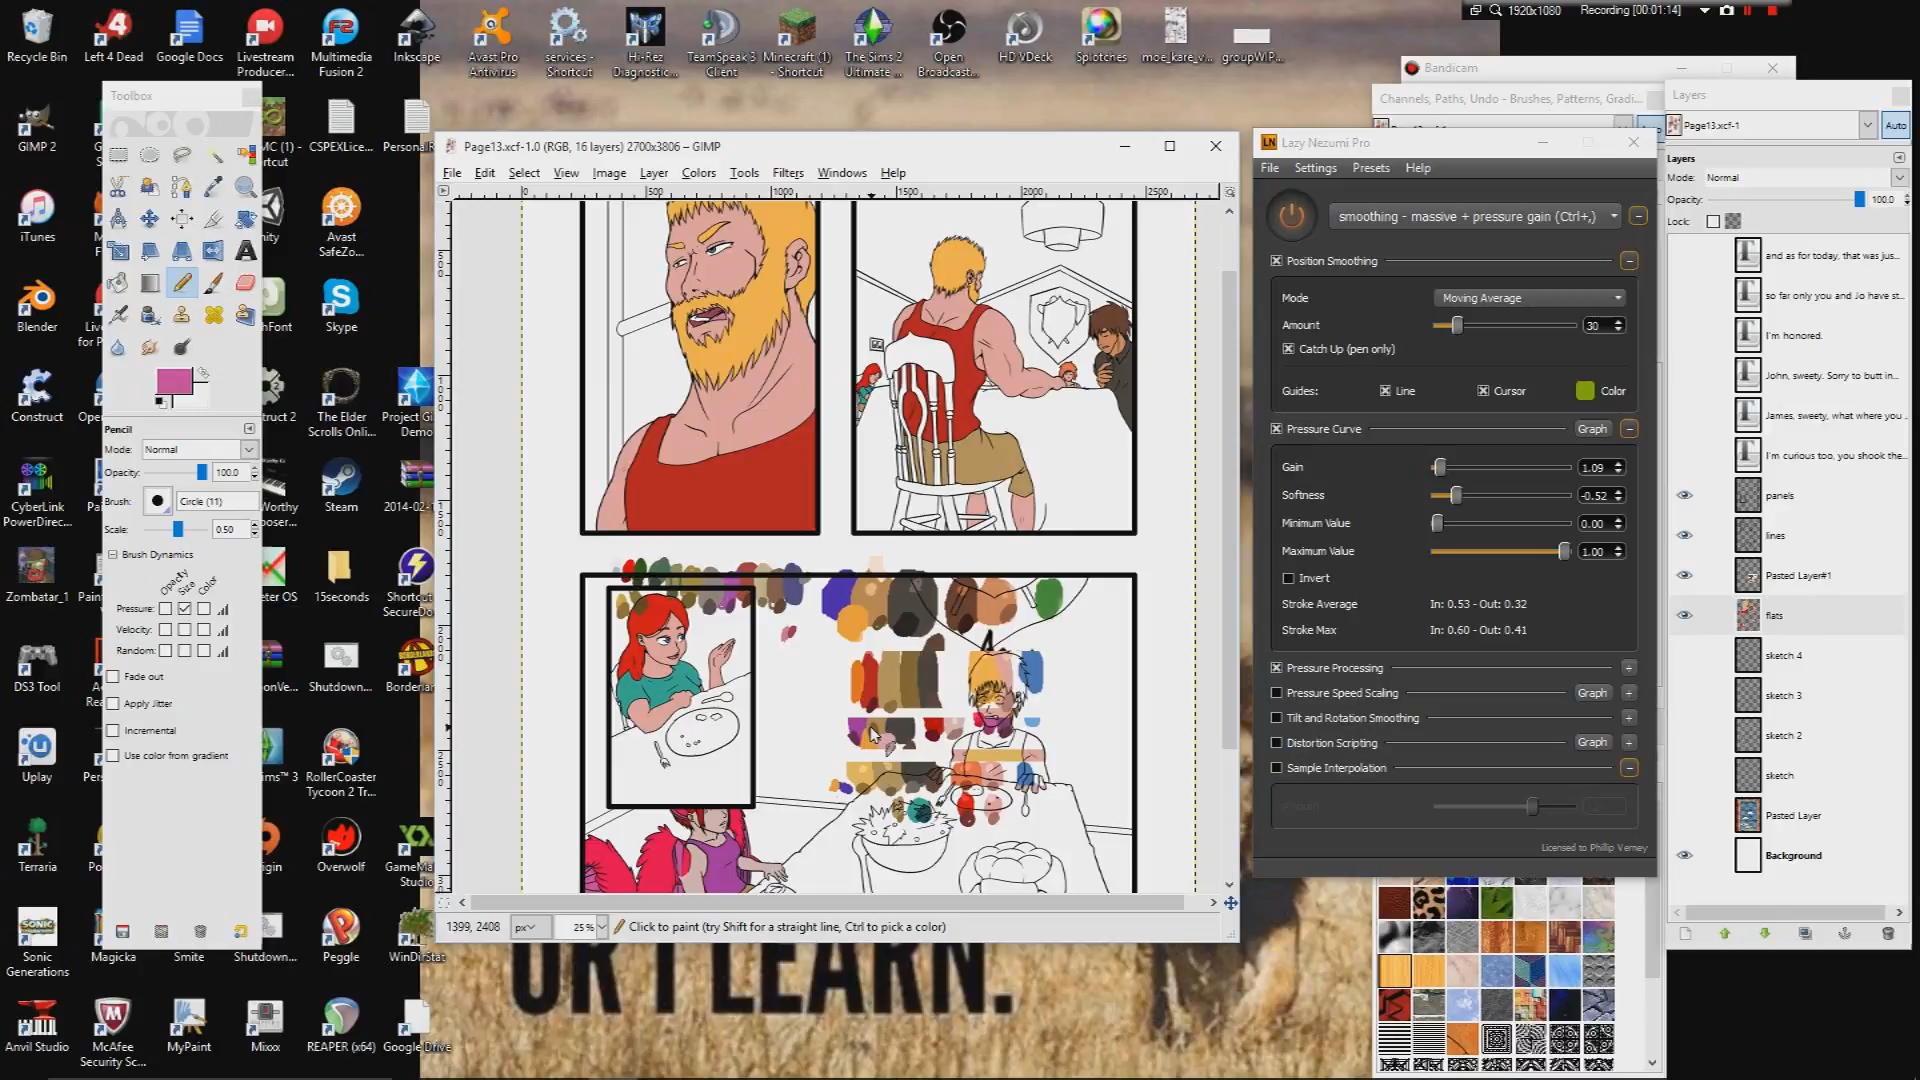 1920x1080 Recording [00:01:14]
Recycle Bin
Left 4 Dead
Google Docs
Livestream Producer...
Multimedia Fusion 2
Inkscape
Avast Pro Antivirus
services - Shortcut
Hi-Rez Diagnostic...
TeamSpeak 3 Client
Minecraft (1) - Shortcut
The Sims 2 Ultimate ...
Open Broadcast...
HD VDeck
Splotches
moe_kare_v...
groupWIP...
GIMP 2
CSPEXLice...
iTunes
Avast SafeZo...
Blender
Skype
Construct
The Elder Scrolls Onli...
CyberLink PowerDirec...
Steam
Zombatar_1
15seconds
DS3 Tool
Shutdown...
Uplay
RollerCoaster Tycoon 2 Tr...
Terraria
Overwolf
Sonic Generations
Magicka
Smite
Shutdown...
Peggle
WinDirStat
Anvil Studio
McAfee Security Sc...
MyPaint
Mixxx
REAPER (x64)
Google Drive
Toolbox
Pencil
Mode: Normal
Opacity: 100.0
Brush: Circle (11)
Scale: 0.50
Brush Dynamics
Opacity Size Color
Pressure:
Velocity:
Random:
Fade out
Apply Jitter
Incremental
Use color from gradient
Page13.xcf-1.0 (RGB, 16 layers) 2700x3806 – GIMP
File Edit Select View Image Layer Colors Tools Filters Windows Help
0 500 1000 1500 2000 2500
1399, 2408 px 25% Click to paint (try Shift for a straight line, Ctrl to pick a color)
OR I LEARN.
Bandicam
Channels, Paths, Undo - Brushes, Patterns, Gradi...
Lazy Nezumi Pro
File Settings Presets Help
smoothing - massive + pressure gain (Ctrl+,)
Position Smoothing
Mode Moving Average
Amount 30
Catch Up (pen only)
Guides: Line Cursor Color
Pressure Curve Graph
Gain 1.09
Softness -0.52
Minimum Value 0.00
Maximum Value 1.00
Invert
Stroke Average In: 0.53 - Out: 0.32
Stroke Max In: 0.60 - Out: 0.41
Pressure Processing
Pressure Speed Scaling Graph
Tilt and Rotation Smoothing
Distortion Scripting Graph
Sample Interpolation
Licensed to Phillip Verney
Layers
Page13.xcf-1 Auto
Layers
Mode: Normal
Opacity: 100.0
Lock:
and as for today, that was jus...
so far only you and Jo have st...
I'm honored.
John, sweety. Sorry to butt in...
James, sweety, what where you ...
I'm curious too, you shook the...
panels
lines
Pasted Layer#1
flats
sketch 4
sketch 3
sketch 2
sketch
Pasted Layer
Background